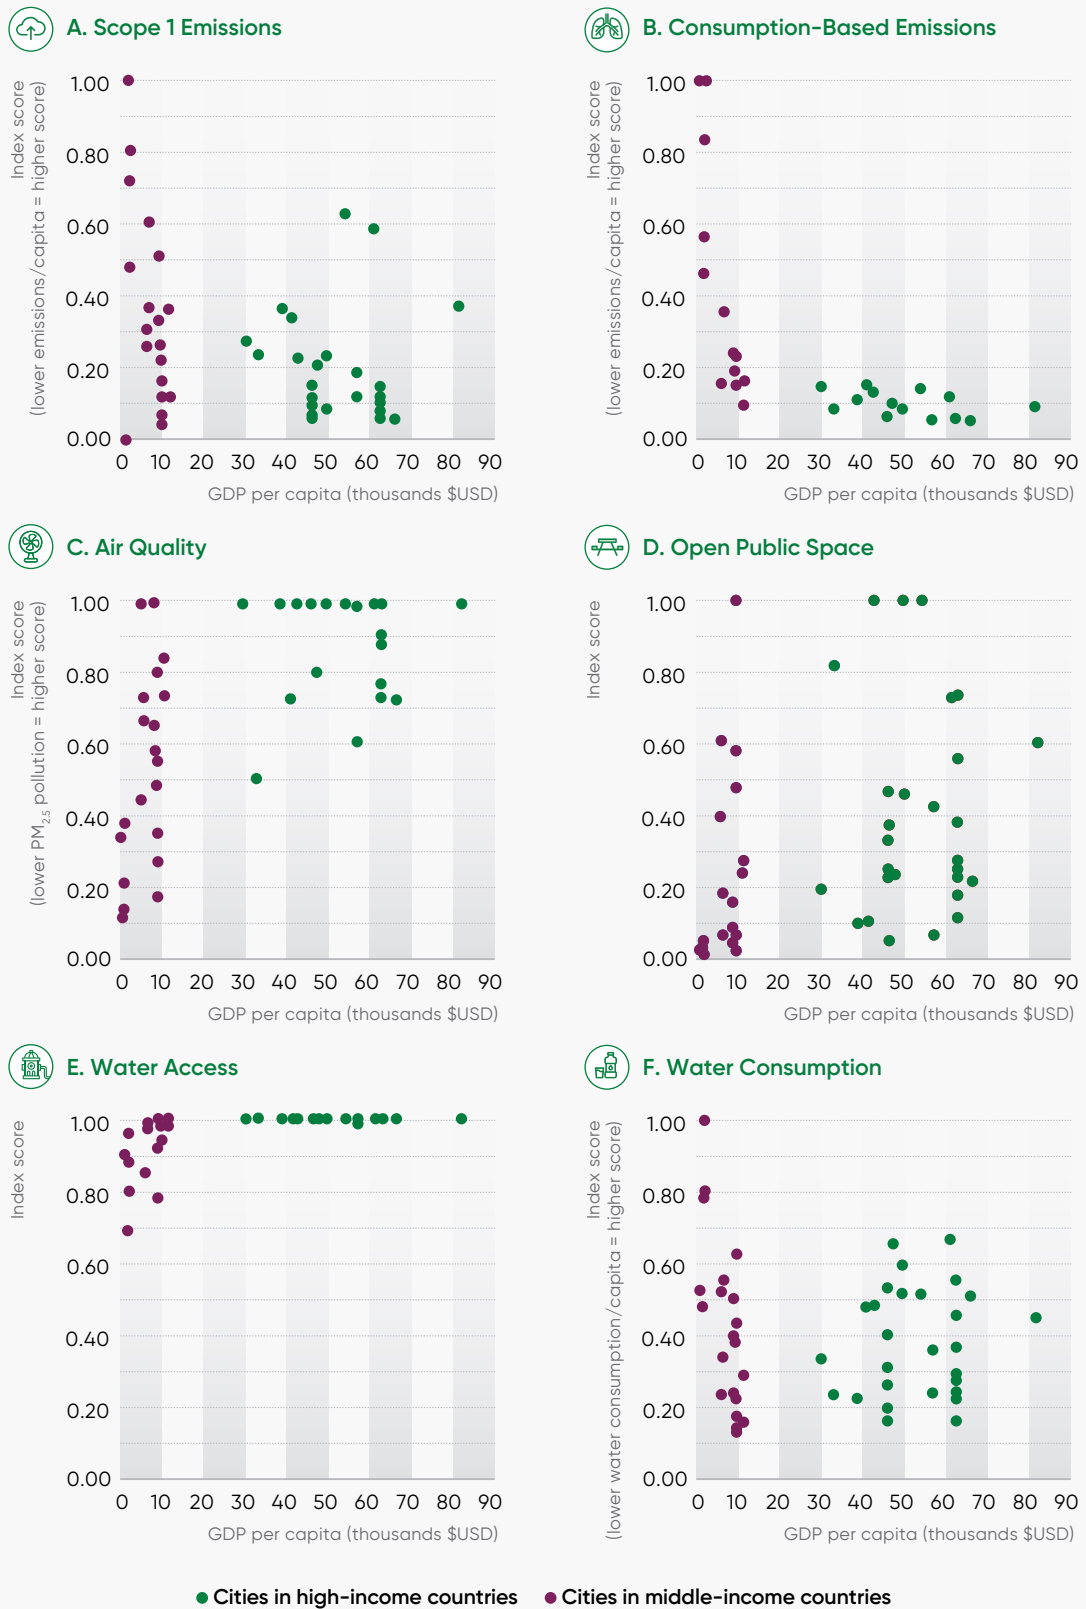 A. Scope 1 Emissions
Index score
(lower emissions/capita = higher score)
1.00
0.80
0.60
0.40
0.20
0.00
0 10 20 30 40 50 60 70 80 90
GDP per capita (thousands $USD)
B. Consumption-Based Emissions
Index score
(lower emissions/capita = higher score)
1.00
0.80
0.60
0.40
0.20
0.00
0 10 20 30 40 50 60 70 80 90
GDP per capita (thousands $USD)
C. Air Quality
Index score
(lower PM2.5 pollution = higher score)
1.00
0.80
0.60
0.40
0.20
0.00
0 10 20 30 40 50 60 70 80 90
GDP per capita (thousands $USD)
D. Open Public Space
Index score
1.00
0.80
0.60
0.40
0.20
0.00
0 10 20 30 40 50 60 70 80 90
GDP per capita (thousands $USD)
E. Water Access
Index score
1.00
0.80
0.60
0.40
0.20
0.00
0 10 20 30 40 50 60 70 80 90
GDP per capita (thousands $USD)
F. Water Consumption
Index score
(lower water consumption/capita = higher score)
1.00
0.80
0.60
0.40
0.20
0.00
0 10 20 30 40 50 60 70 80 90
GDP per capita (thousands $USD)
Cities in high-income countries
Cities in middle-income countries